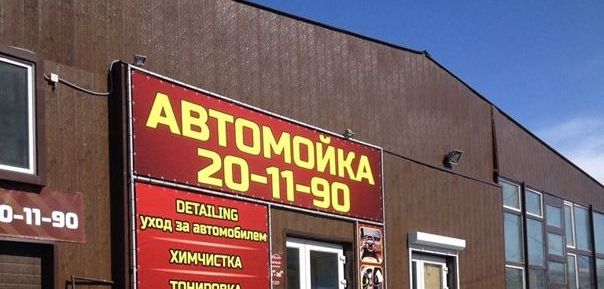 АВТОМОЙКА
20-11-90
0-11-90
DETAILING
уход за автомобилем
ХИМЧИСТКА
ТОНИРОВКА